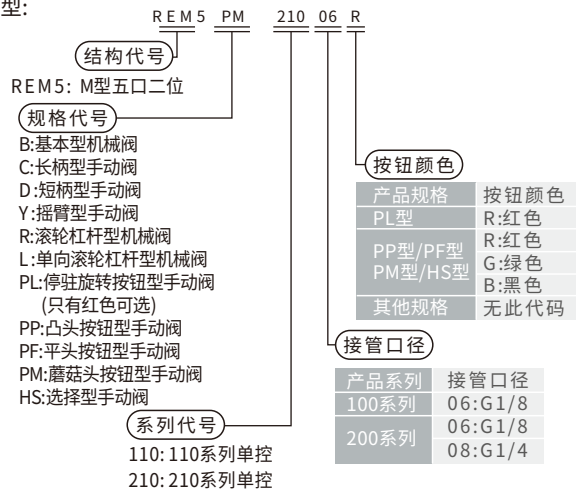 型:
REM5 PM 210 06 R
结构代号
REM5: M型五口二位
规格代号
B:基本型机械阀
C:长柄型手动阀
D:短柄型手动阀
Y:摇臂型手动阀
R:滚轮杠杆型机械阀
L:单向滚轮杠杆型机械阀
PL:停驻旋转按钮型手动阀
(只有红色可选)
PP:凸头按钮型手动阀
PF:平头按钮型手动阀
PM:蘑菇头按钮型手动阀
HS:选择型手动阀
系列代号
110: 110系列单控
210: 210系列单控
按钮颜色
产品规格 按钮颜色
PL型 R:红色
PP型/PF型
PM型/HS型
R:红色
G:绿色
B:黑色
其他规格 无此代码
接管口径
产品系列 接管口径
100系列 06:G1/8
200系列 06:G1/8
08:G1/4